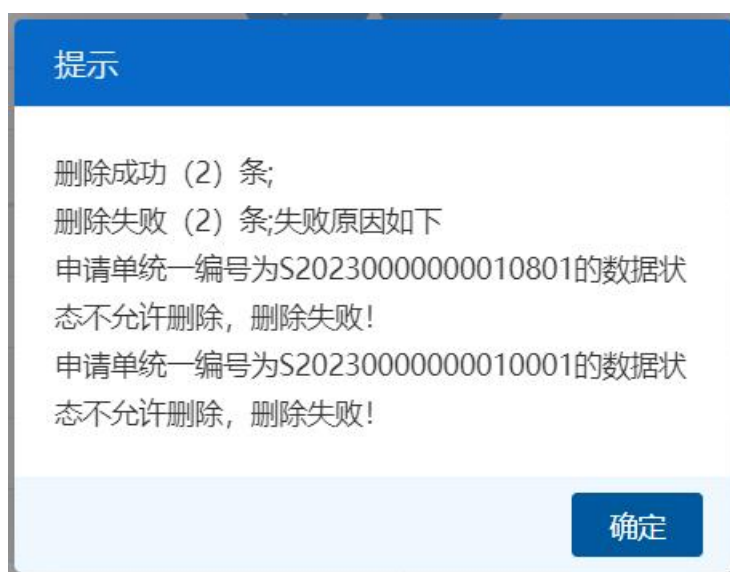 提示
删除成功（2）条;
删除失败（2）条;失败原因如下
申请单统一编号为S20230000000010801的数据状
态不允许删除，删除失败！
申请单统一编号为S20230000000010001的数据状
态不允许删除，删除失败！
确定